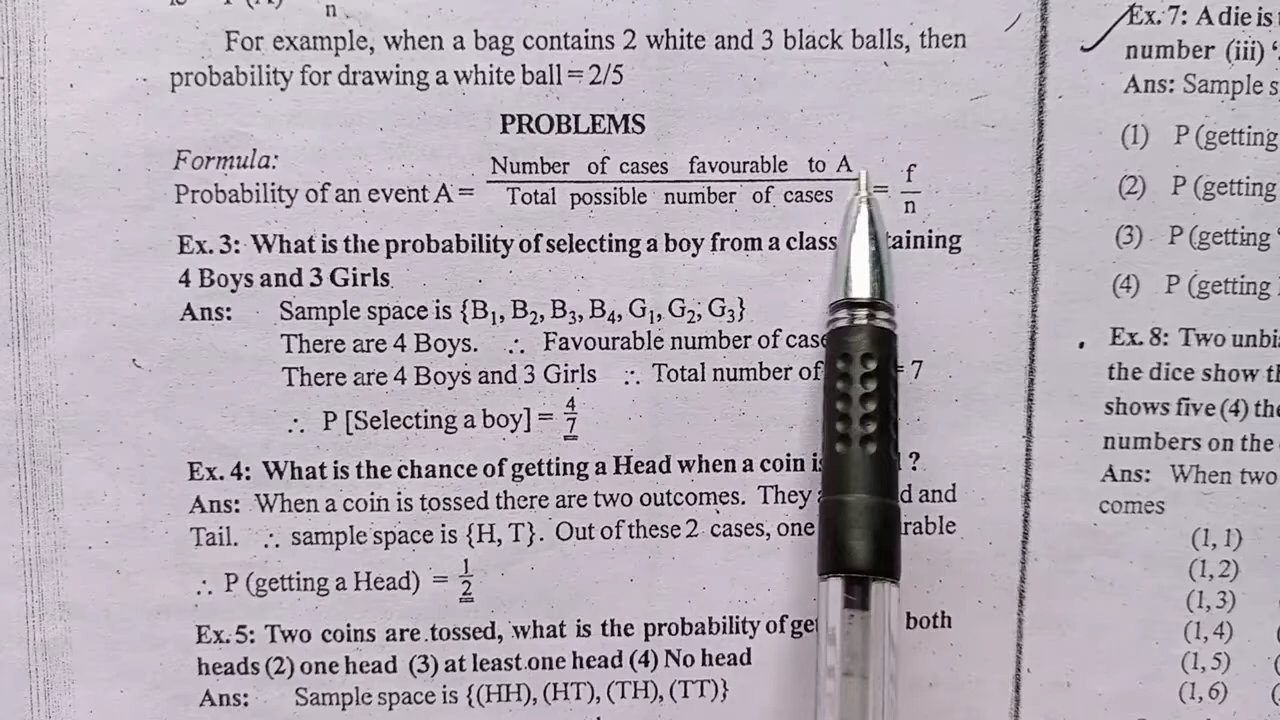 n
For example, when a bag contains 2 white and 3 black balls, then
probability for drawing a white ball = 2/5
PROBLEMS
Formula:
Probability of an event A = Number of cases favourable to A / Total possible number of cases = f / n
Ex. 3: What is the probability of selecting a boy from a class taining
4 Boys and 3 Girls
Ans: Sample space is {B₁, B₂, B₃, B₄, G₁, G₂, G₃}
There are 4 Boys. ∴ Favourable number of
There are 4 Boys and 3 Girls ∴ Total number of = 7
∴ P [Selecting a boy] = 4/7
Ex. 4: What is the chance of getting a Head when a coin ?
Ans: When a coin is tossed there are two outcomes. They and
Tail. ∴ sample space is {H, T}. Out of these 2 cases, one
∴ P (getting a Head) = 1/2
Ex. 5: Two coins are tossed, what is the probability of both
heads (2) one head (3) at least one head (4) No head
Ans: Sample space is {(HH), (HT), (TH), (TT)}
Ex. 7: A die is
number (iii)
Ans: Sample
(1) P (getting
(2) P (getting
(3) P (getting
(4) P (getting
Ex. 8: Two
the dice show
shows five (4)
numbers on the
Ans: When two
comes
(1, 1)
(1, 2)
(1, 3)
(1, 4)
(1, 5)
(1, 6)